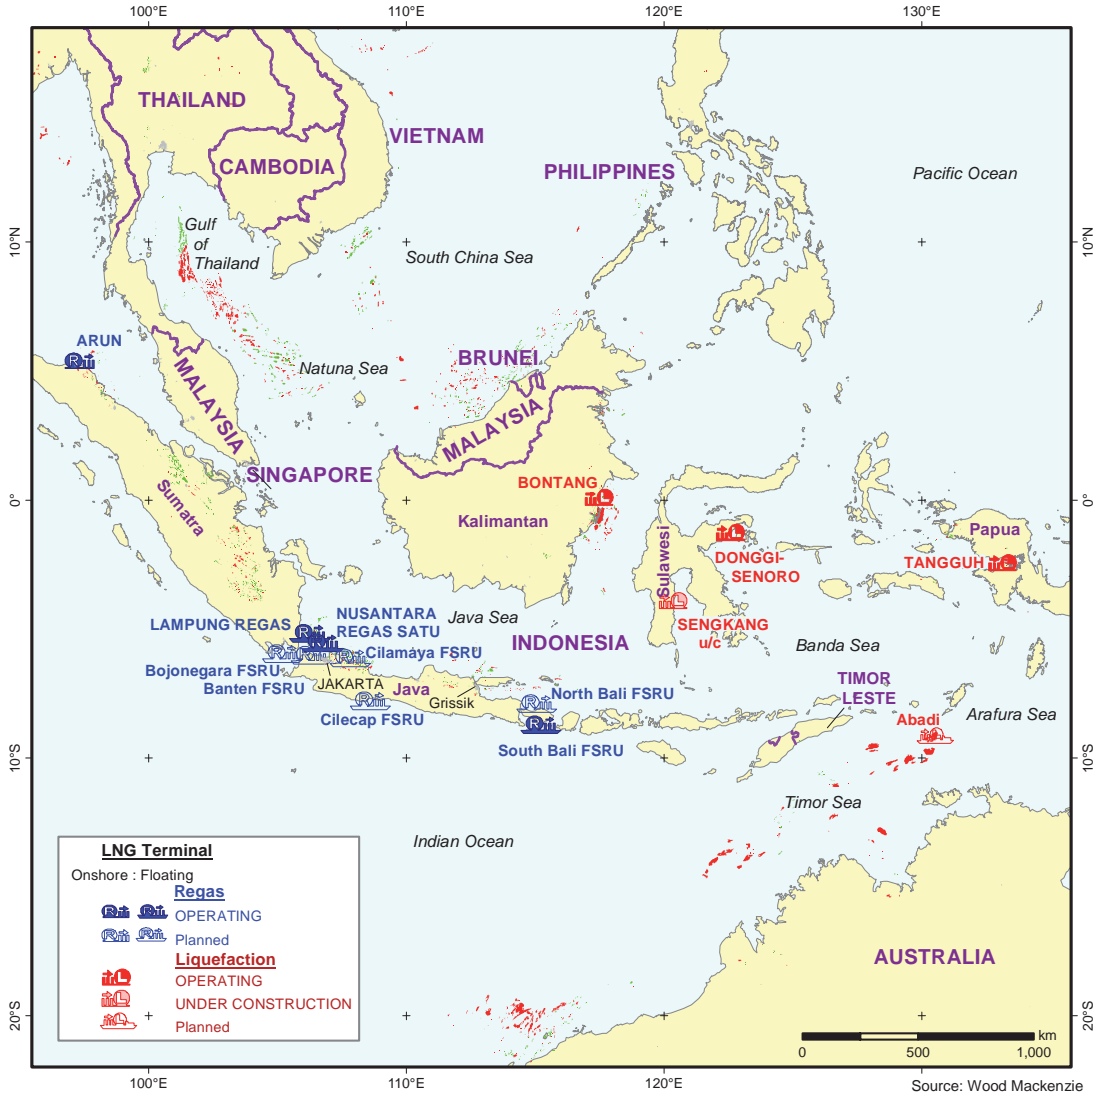 100°E
110°E
120°E
130°E
THAILAND
VIETNAM
CAMBODIA
PHILIPPINES
Pacific Ocean
10°N
10°N
Gulf
of
Thailand
South China Sea
ARUN
MALAYSIA
Natuna Sea
BRUNEI
MALAYSIA
SINGAPORE
BONTANG
0°
0°
Sumatra
Kalimantan
Sulawesi
DONGGI-
SENORO
Papua
TANGGUH
LAMPUNG REGAS
NUSANTARA
REGAS SATU
Java Sea
INDONESIA
SENGKANG
u/c
Banda Sea
Cilamaya FSRU
Bojonegara FSRU
Banten FSRU
JAKARTA
Java
Grissik
Cilecap FSRU
North Bali FSRU
South Bali FSRU
TIMOR
LESTE
Abadi
Arafura Sea
10°S
10°S
Timor Sea
Indian Ocean
LNG Terminal
Onshore : Floating
Regas
OPERATING
Planned
Liquefaction
OPERATING
UNDER CONSTRUCTION
Planned
AUSTRALIA
20°S
20°S
km
0
500
1,000
100°E
110°E
120°E
130°E
Source: Wood Mackenzie